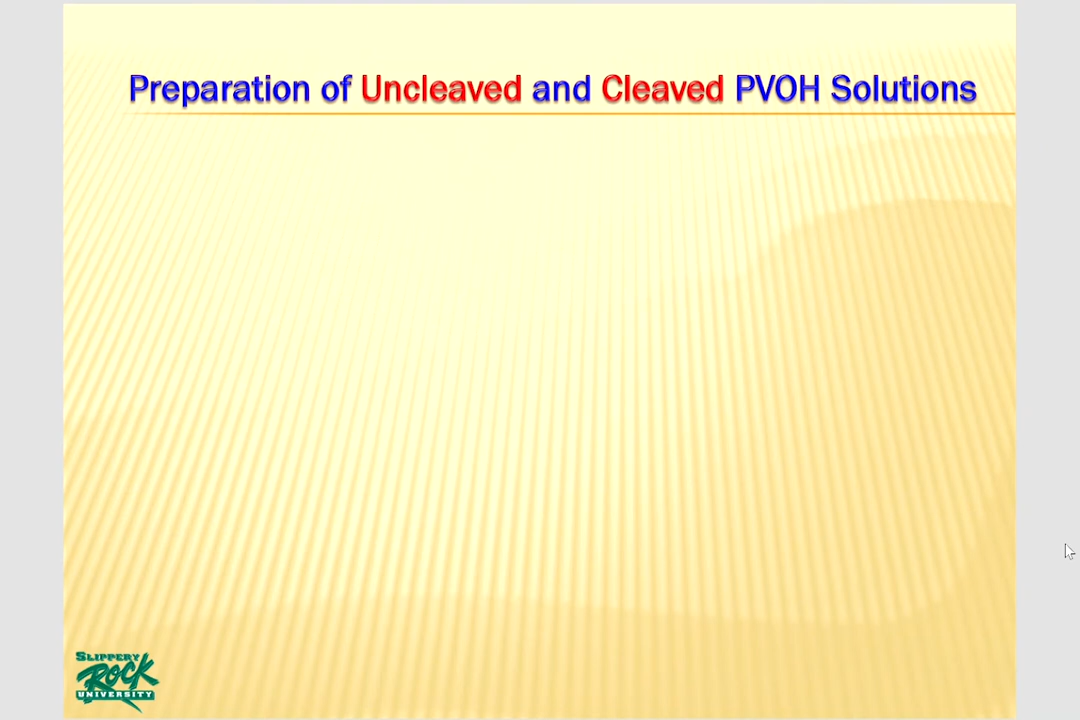 Preparation of Uncleaved and Cleaved PVOH Solutions
SLIPPERY
ROCK
UNIVERSITY